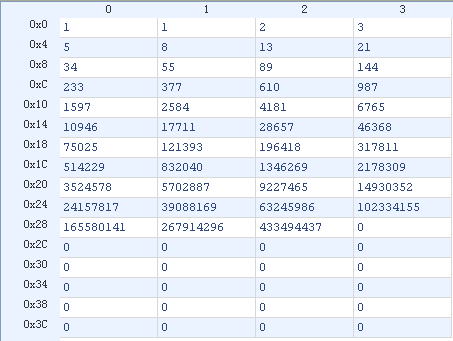 0 1 2 3
0x0 1 1 2 3
0x4 5 8 13 21
0x8 34 55 89 144
0xC 233 377 610 987
0x10 1597 2584 4181 6765
0x14 10946 17711 28657 46368
0x18 75025 121393 196418 317811
0x1C 514229 832040 1346269 2178309
0x20 3524578 5702887 9227465 14930352
0x24 24157817 39088169 63245986 102334155
0x28 165580141 267914296 433494437 0
0x2C 0 0 0 0
0x30 0 0 0 0
0x34 0 0 0 0
0x38 0 0 0 0
0x3C 0 0 0 0